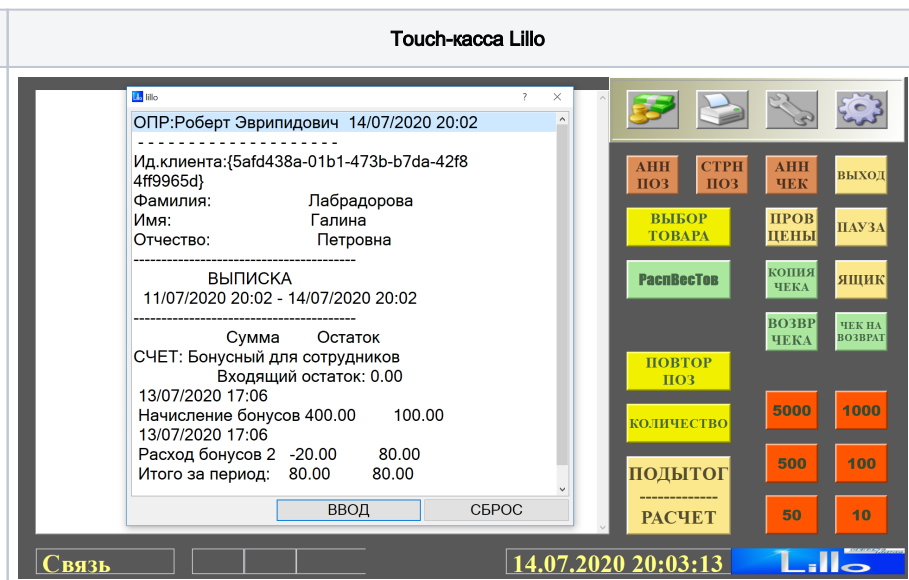 Touch-касса Lillo
lillo
ОПР:Роберт Эврипидович 14/07/2020 20:02
- - - - - - - - - - - - - - - - - - - -
Ид.клиента:{5afd438a-01b1-473b-b7da-42f8
4ff9965d}
Фамилия: Лабрадорова
Имя: Галина
Отчество: Петровна
----------------------------------------
ВЫПИСКА
11/07/2020 20:02 - 14/07/2020 20:02
----------------------------------------
Сумма Остаток
СЧЕТ: Бонусный для сотрудников
Входящий остаток: 0.00
13/07/2020 17:06
Начисление бонусов 400.00 100.00
13/07/2020 17:06
Расход бонусов 2 -20.00 80.00
Итого за период: 80.00 80.00
ВВОД СБРОС
АНН ПОЗ
СТРН ПОЗ
АНН ЧЕК
ВЫХОД
ВЫБОР ТОВАРА
ПРОВ ЦЕНЫ
ПАУЗА
РаспВесТов
КОПИЯ ЧЕКА
ЯЩИК
ВОЗВР ЧЕКА
ЧЕК НА ВОЗВРАТ
ПОВТОР ПОЗ
КОЛИЧЕСТВО
5000 1000
ПОДЫТОГ
-------------
РАСЧЕТ
500 100
50 10
Связь
14.07.2020 20:03:13
Lillo